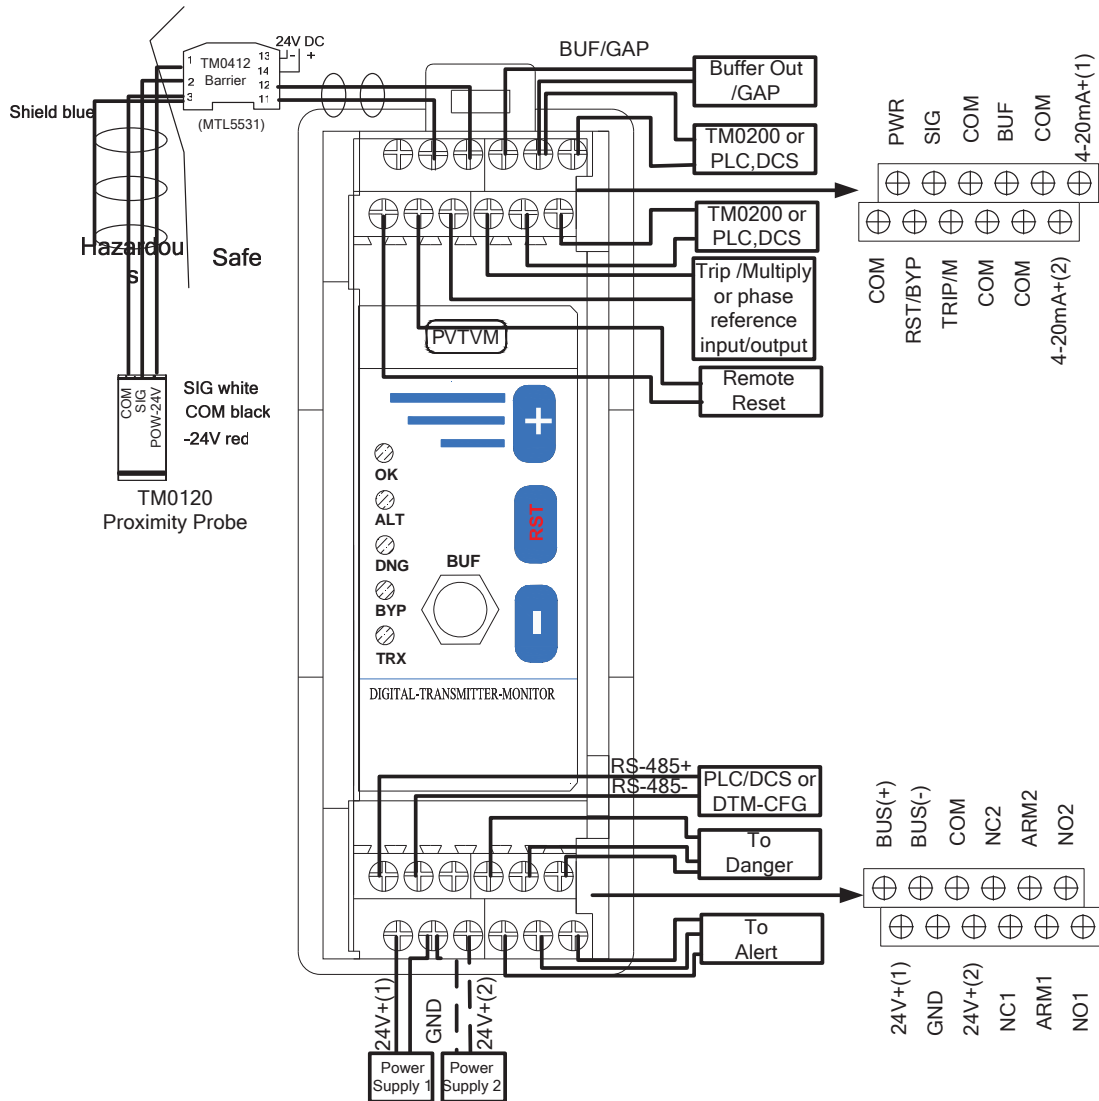 24V DC
- +
1
2
3
TM0412
Barrier
13
14
12
11
(MTL5531)
Shield blue
Hazardou
s
Safe
COM
SIG
POW-24V
SIG white
COM black
-24V red
TM0120
Proximity Probe
BUF/GAP
Buffer Out
/GAP
TM0200 or
PLC,DCS
TM0200 or
PLC,DCS
Trip /Multiply
or phase
reference
input/output
Remote
Reset
PWR
SIG
COM
BUF
COM
4-20mA+(1)
COM
RST/BYP
TRIP/M
COM
COM
4-20mA+(2)
PVTVM
+
RST
-
OK
ALT
DNG
BYP
TRX
BUF
DIGITAL-TRANSMITTER-MONITOR
RS-485+
RS-485-
PLC/DCS or
DTM-CFG
To
Danger
To
Alert
BUS(+)
BUS(-)
COM
NC2
ARM2
NO2
24V+(1)
GND
24V+(2)
NC1
ARM1
NO1
24V+(1)
GND
24V+(2)
Power
Supply 1
Power
Supply 2